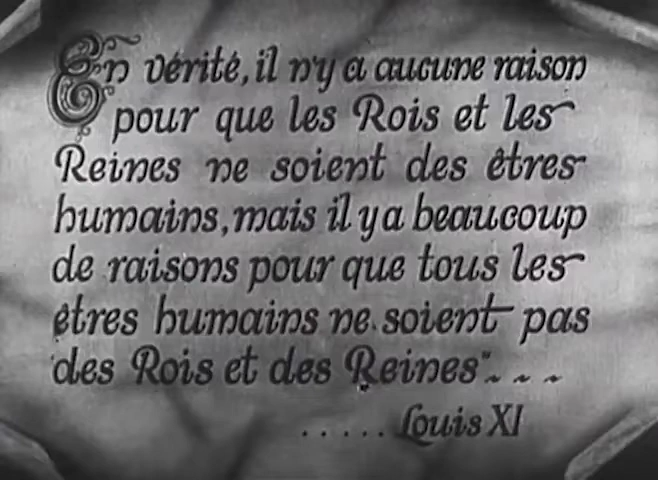 En vérité, il n'y a aucune raison
pour que les Rois et les
Reines ne soient des êtres
humains, mais il y a beaucoup
de raisons pour que tous les
êtres humains ne soient pas
des Rois et des Reines"...
.....Louis XI